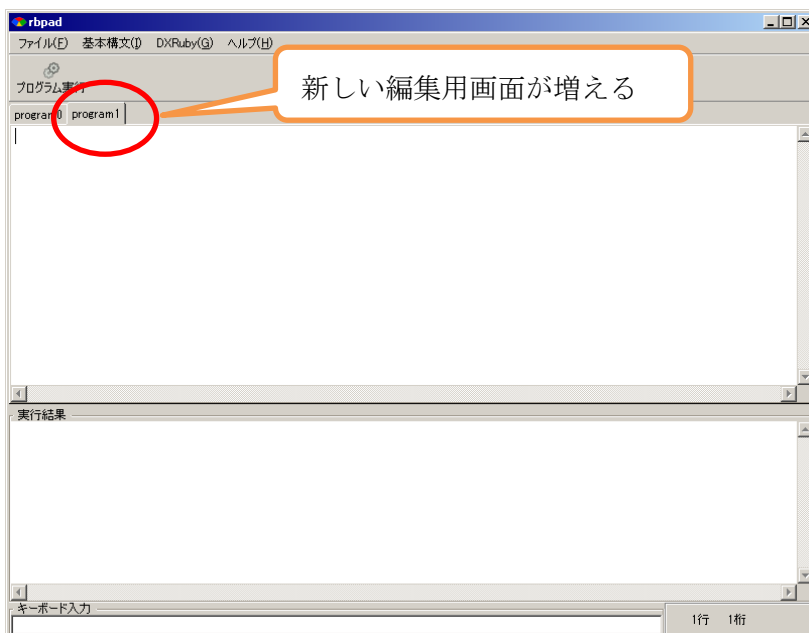 rbpad
ファイル(F) 基本構文(I) DXRuby(G) ヘルプ(H)
新しい編集用画面が増える
プログラム実行
program0 program1
実行結果
キーボード入力
1行 1桁